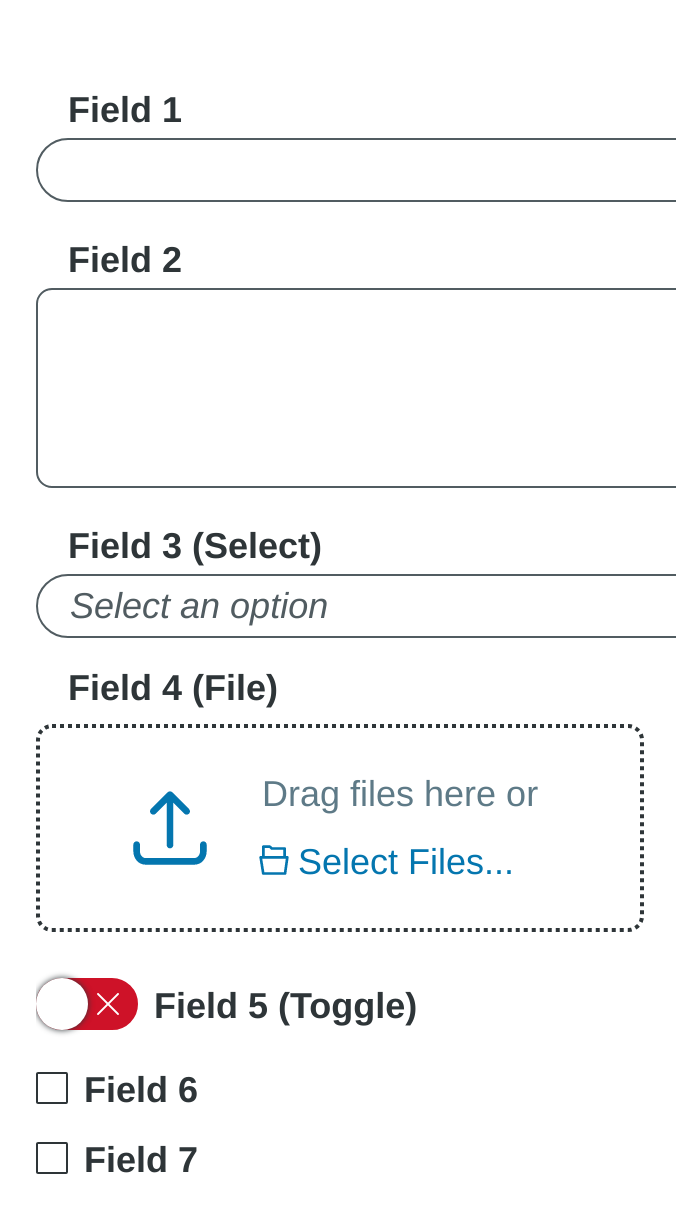 Field 1
Field 2
Field 3 (Select)
Select an option
Field 4 (File)
Drag files here or
Select Files...
Field 5 (Toggle)
Field 6
Field 7